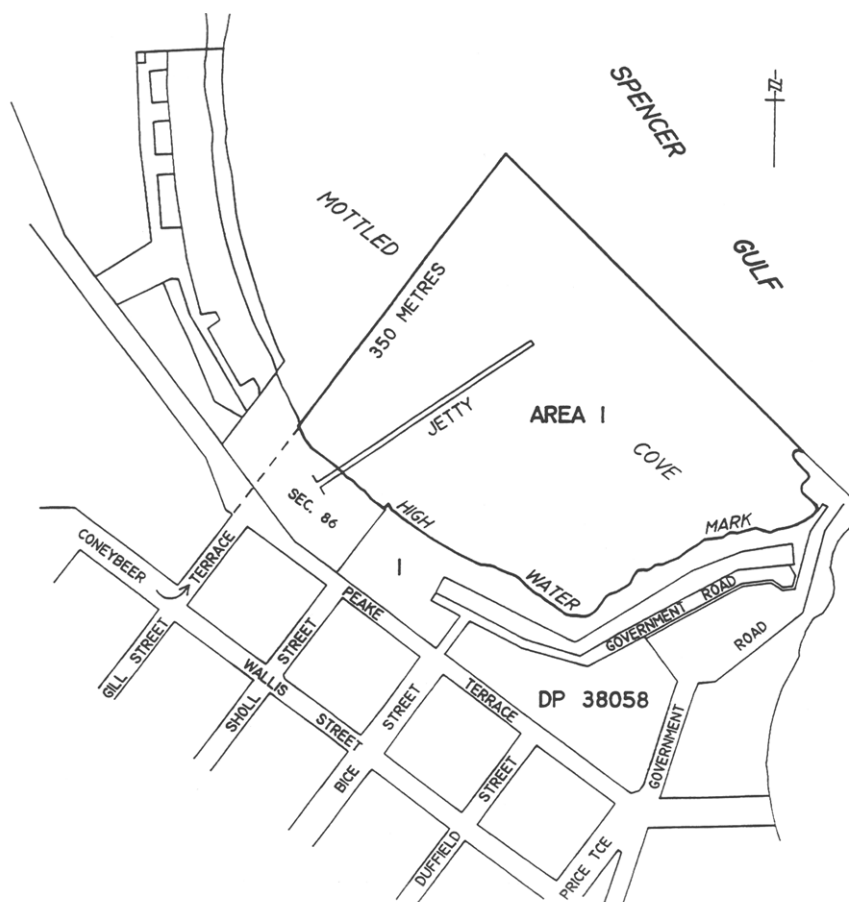 SPENCER
GULF
N
MOTTLED
COVE
350 METRES
JETTY
AREA 1
SEC. 86
HIGH
WATER
MARK
1
CONEYBEER
TERRACE
GILL STREET
PEAKE
TERRACE
WALLIS
STREET
SHOLL
STREET
BICE
STREET
DUFFIELD
STREET
PRICE TCE
GOVERNMENT ROAD
GOVERNMENT
ROAD
DP 38058